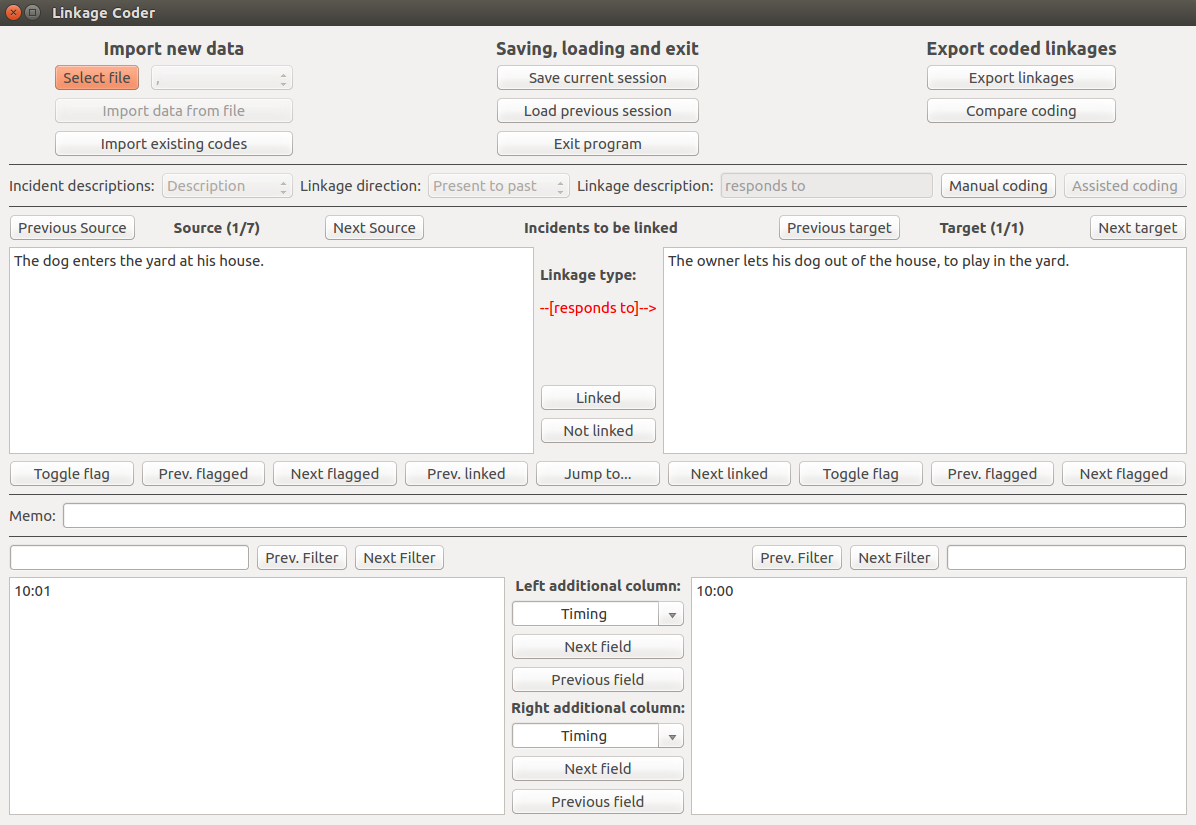 Linkage Coder
Import new data Saving, loading and exit Export coded linkages
Select file , Save current session Export linkages
Import data from file Load previous session Compare coding
Import existing codes Exit program
Incident descriptions: Description Linkage direction: Present to past Linkage description: responds to Manual coding Assisted coding
Previous Source Source (1/7) Next Source Incidents to be linked Previous target Target (1/1) Next target
The dog enters the yard at his house. Linkage type: The owner lets his dog out of the house, to play in the yard.
--[responds to]-->
Linked
Not linked
Toggle flag Prev. flagged Next flagged Prev. linked Jump to... Next linked Toggle flag Prev. flagged Next flagged
Memo:
Prev. Filter Next Filter Prev. Filter Next Filter
10:01 Left additional column: 10:00
Timing
Next field
Previous field
Right additional column:
Timing
Next field
Previous field